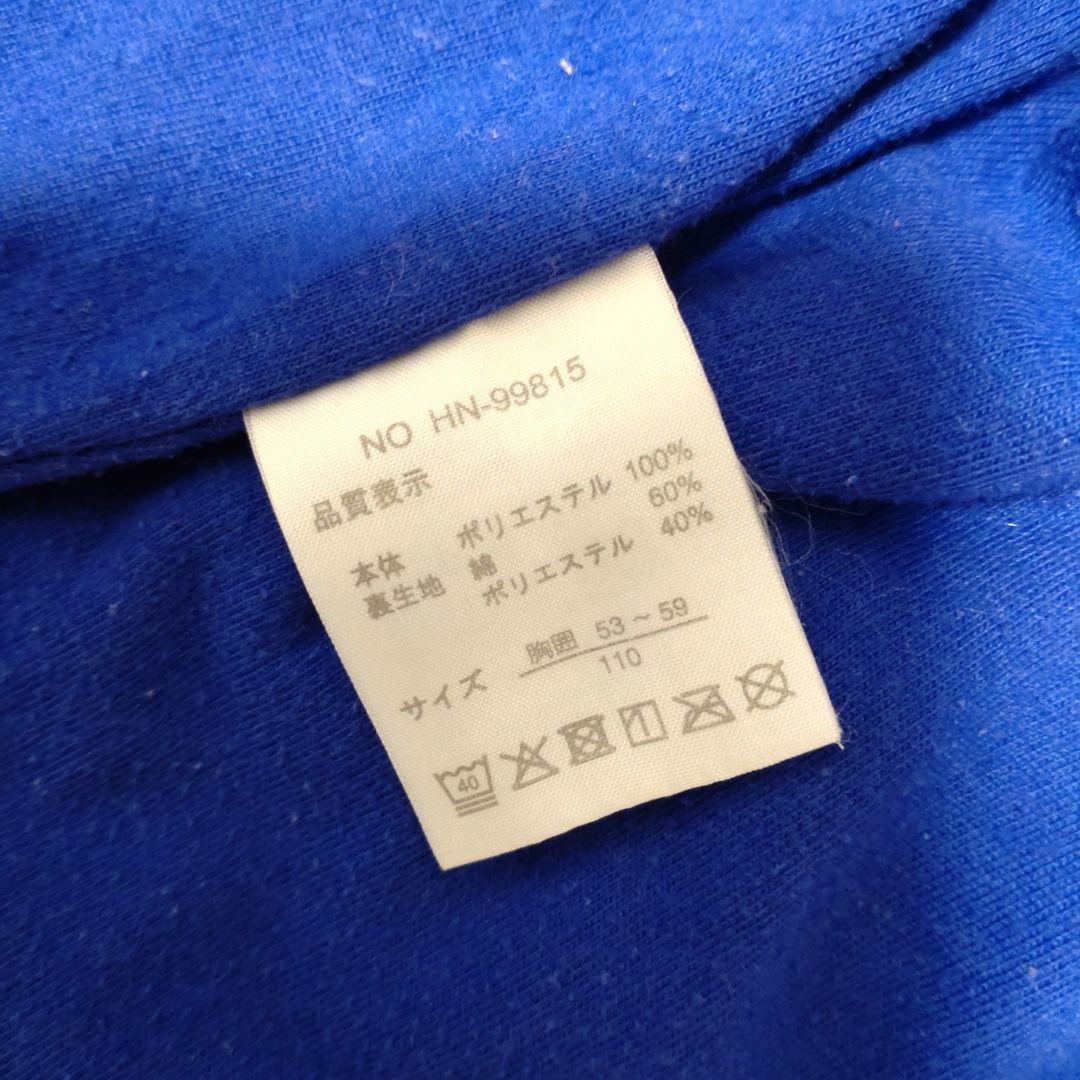 NO HN-99815
品質表示
本体 ポリエステル 100%
裏生地 綿 60%
ポリエステル 40%
サイズ 胸囲 53 ~ 59
110
40